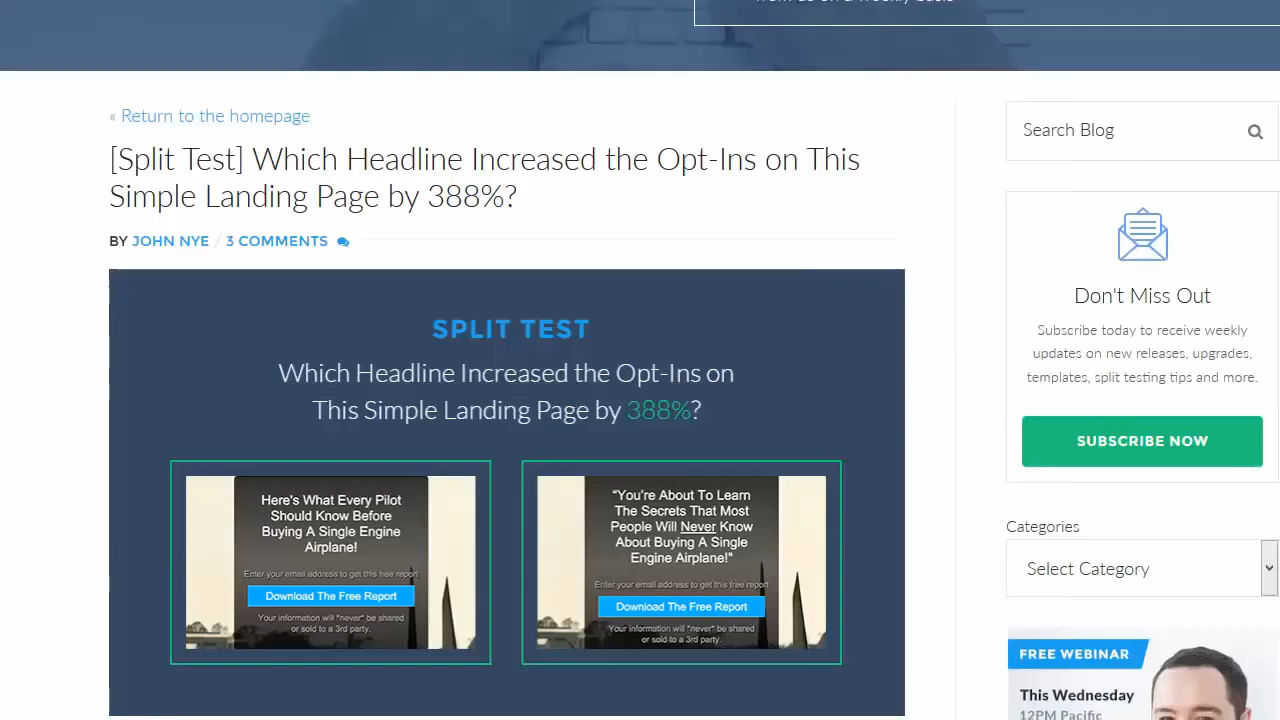 from us on a weekly basis
« Return to the homepage
[Split Test] Which Headline Increased the Opt-Ins on This
Simple Landing Page by 388%?
BY JOHN NYE / 3 COMMENTS
SPLIT TEST
Which Headline Increased the Opt-Ins on
This Simple Landing Page by 388%?
Here's What Every Pilot
Should Know Before
Buying A Single Engine
Airplane!
Enter your email address to get this free report
Download The Free Report
Your information will *never* be shared
or sold to a 3rd party.
"You're About To Learn
The Secrets That Most
People Will Never Know
About Buying A Single
Engine Airplane!"
Enter your email address to get this free report
Download The Free Report
Your information will *never* be shared
or sold to a 3rd party.
Search Blog
Don't Miss Out
Subscribe today to receive weekly
updates on new releases, upgrades,
templates, split testing tips and more.
SUBSCRIBE NOW
Categories
Select Category
FREE WEBINAR
This Wednesday
12PM Pacific